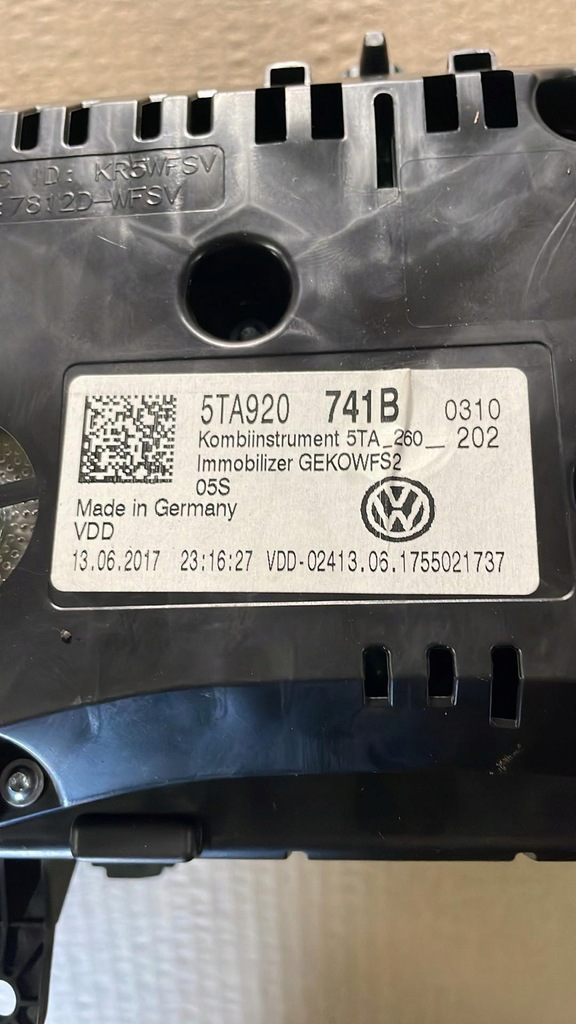 ID: KR5WFSV
7812D-WFSV
5TA920 741B 0310
Kombiinstrument 5TA_260__ 202
Immobilizer GEKOWFS2
05S
Made in Germany
VDD
13.06.2017 23:16:27 VDD-02413.06.1755021737